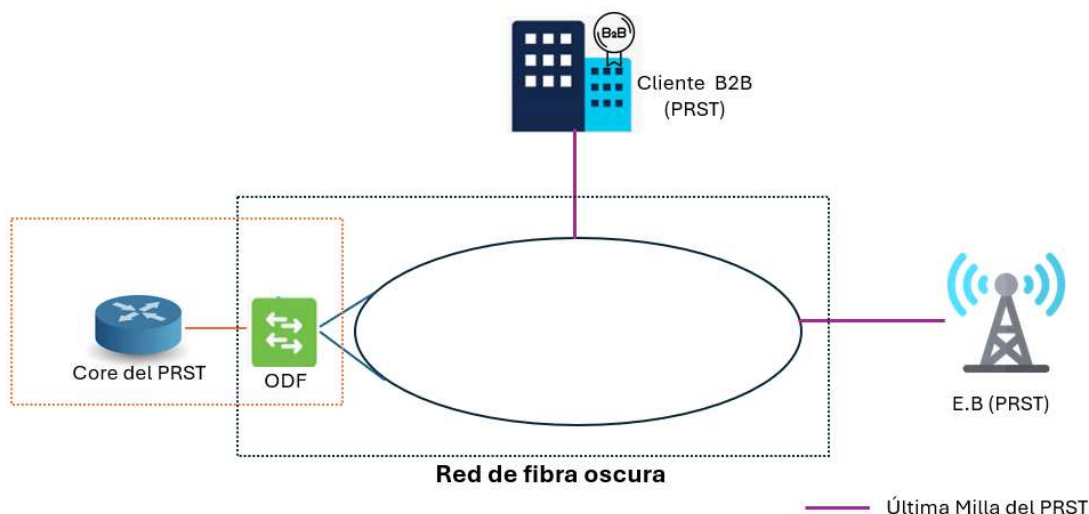 B2B
Cliente B2B
(PRST)
Core del PRST
ODF
E.B (PRST)
Red de fibra oscura
Última Milla del PRST